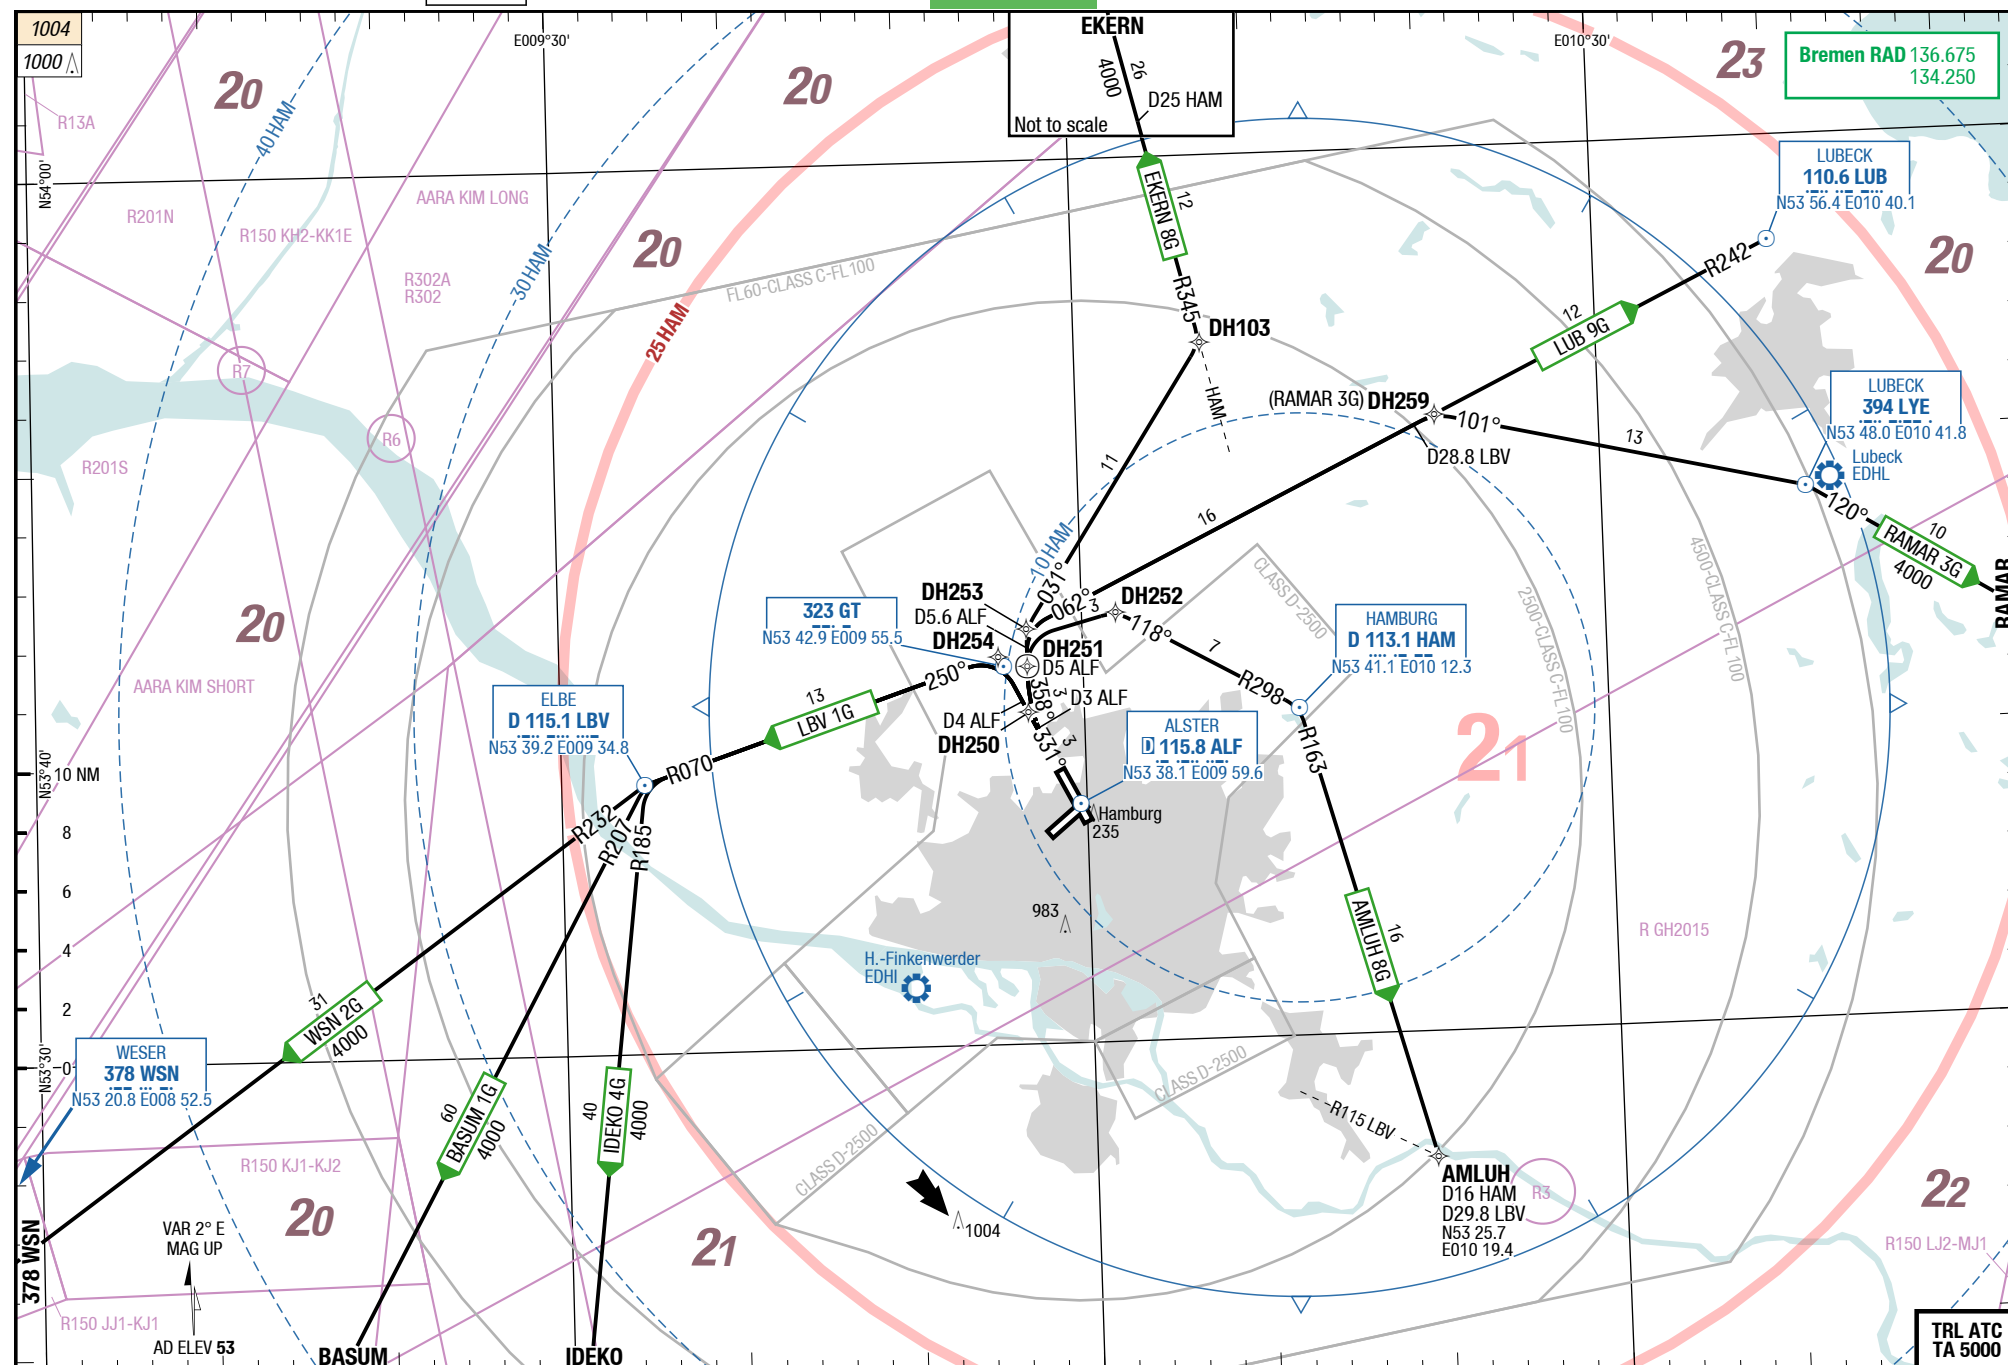 1004
1000
E009°30'
EKERN
26
4000
D25 HAM
Not to scale
E010°30'
23
Bremen RAD 136.675
134.250
20
20
R13A
40 HAM
N54°00'
LUBECK
110.6 LUB
N53 56.4 E010 40.1
AARA KIM LONG
R201N
R150 KH2-KK1E
20
30 HAM
12
EKERN 8G
R242
20
R302A
R302
FL60-CLASS C-FL100
R345
25 HAM
DH103
12
LUB 9G
R7
HAM
(RAMAR 3G) DH259
101°
13
LUBECK
394 LYE
N53 48.0 E010 41.8
R6
D28.8 LBV
Lubeck
EDHL
R201S
11
16
120°
10
RAMAR 3G
4000
RAMAR
10 HAM
4500-CLASS C-FL 100
CLASS D-2500
2500-CLASS C-FL100
031°
062°
3
DH253
D5.6 ALF
DH254
DH252
118°
20
323 GT
N53 42.9 E009 55.5
HAMBURG
D 113.1 HAM
N53 41.1 E010 12.3
DH251
D5 ALF
7
R298
250°
AARA KIM SHORT
358°
3
D3 ALF
D4 ALF
DH250
331°
3
ELBE
D 115.1 LBV
N53 39.2 E009 34.8
13
LBV 1G
ALSTER
D 115.8 ALF
N53 38.1 E009 59.6
R163
21
R070
N53°40'
10 NM
8
6
4
2
0
Hamburg
235
R232
R207
R185
983
16
AMLUH 8G
R GH2015
H.-Finkenwerder
EDHI
31
WSN 2G
4000
WESER
378 WSN
N53 20.8 E008 52.5
N53°30'
CLASS D-2500
60
BASUM 1G
4000
40
IDEKO 4G
4000
R115 LBV
R150 KJ1-KJ2
CLASS D-2500
AMLUH
D16 HAM
D29.8 LBV
N53 25.7
E010 19.4
R3
22
20
VAR 2° E
MAG UP
1004
21
R150 LJ2-MJ1
378 WSN
R150 JJ1-KJ1
AD ELEV 53
BASUM
IDEKO
TRL ATC
TA 5000